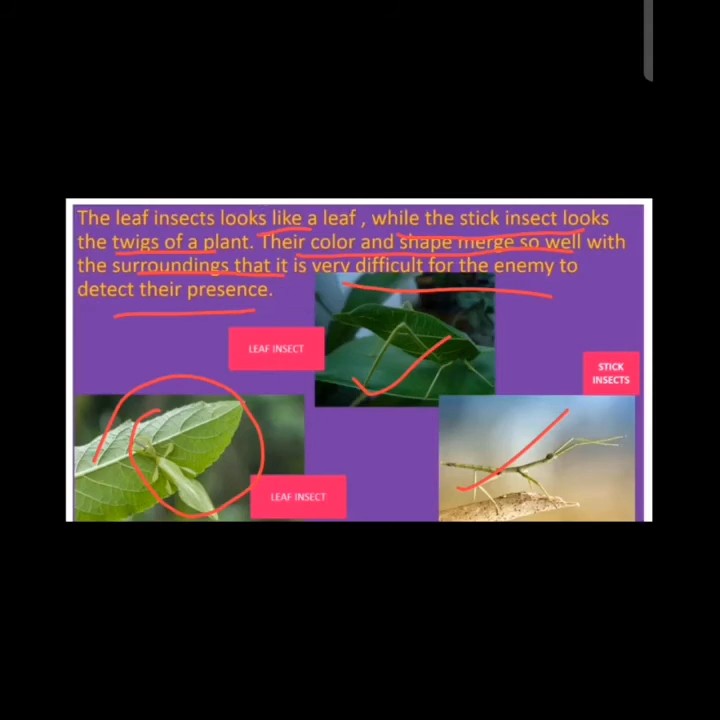 The leaf insects looks like a leaf , while the stick insect looks
the twigs of a plant. Their color and shape merge so well with
the surroundings that it is very difficult for the enemy to
detect their presence.
LEAF INSECT
STICK
INSECTS
LEAF INSECT